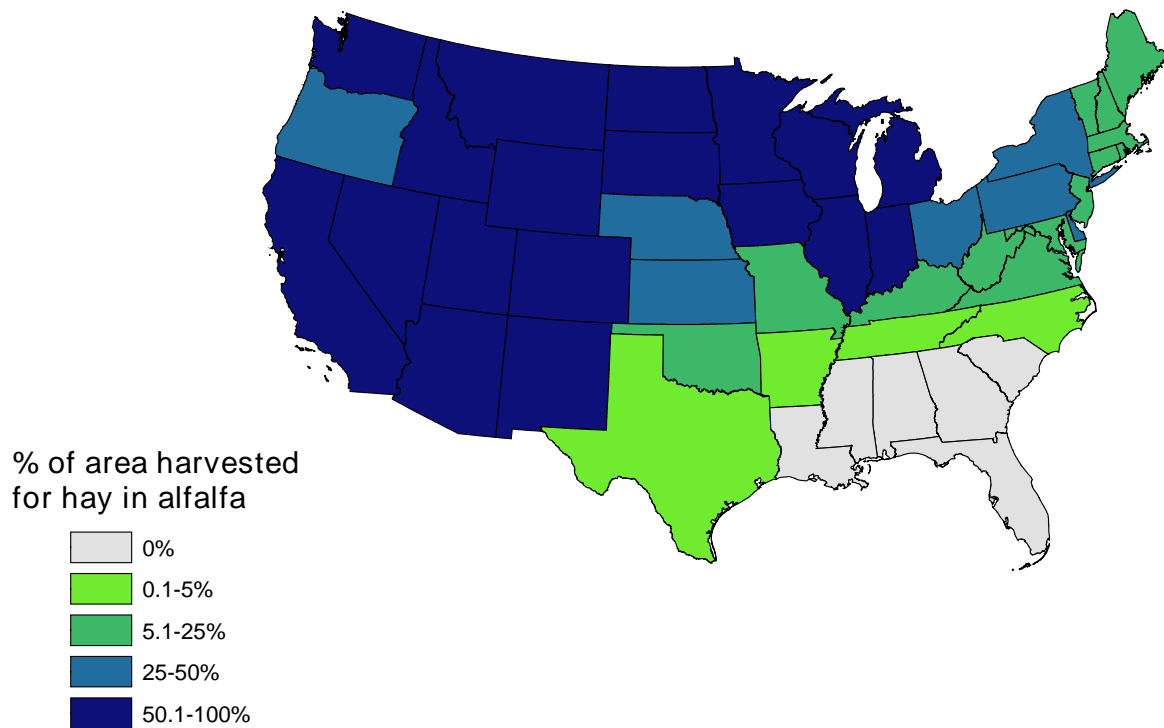 % of area harvested
for hay in alfalfa
0%
0.1-5%
5.1-25%
25-50%
50.1-100%